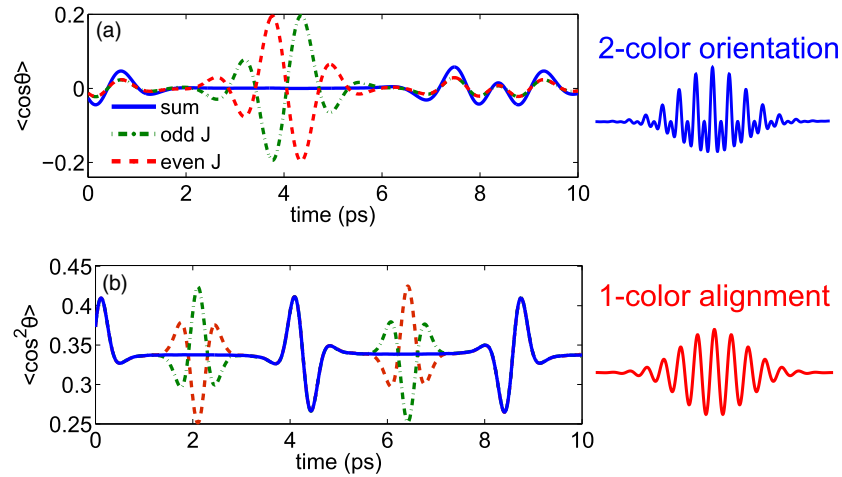 0.2
(a)
2-color orientation
<cosθ>
0
sum
odd J
even J
−0.2
0 2 4 6 8 10
time (ps)
0.45
(b)
1-color alignment
0.4
<cos²θ>
0.35
0.3
0.25
0 2 4 6 8 10
time (ps)